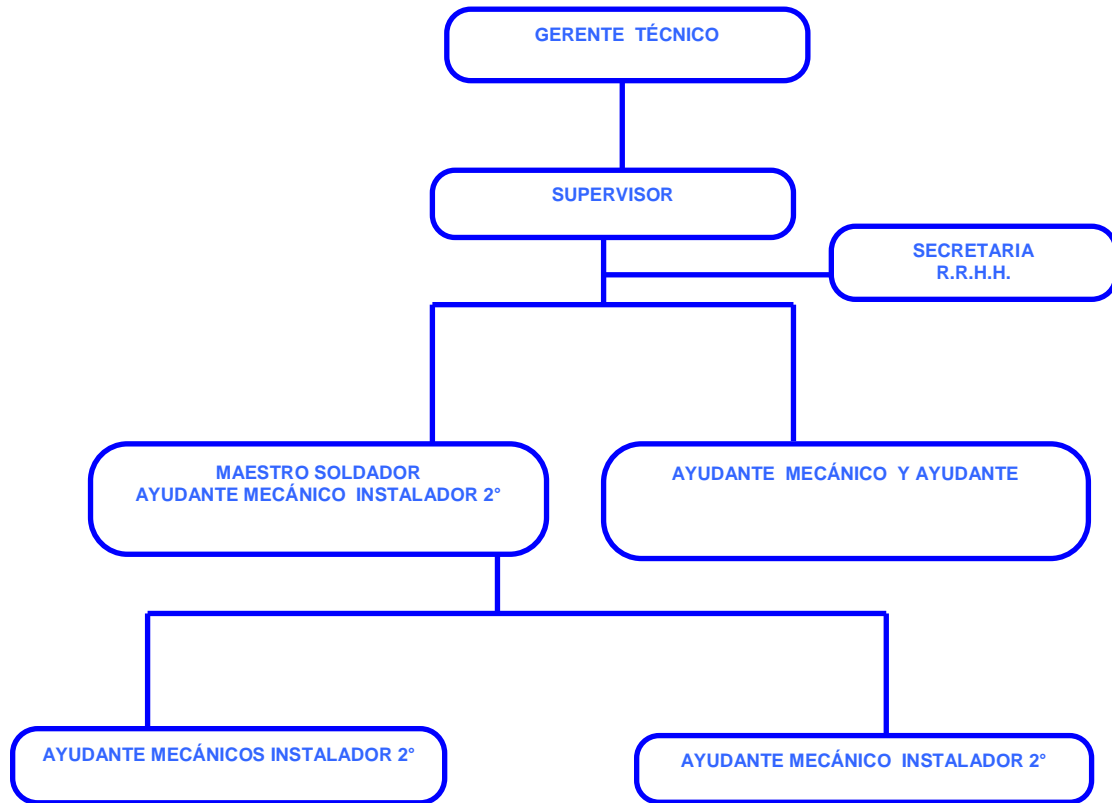 GERENTE TÉCNICO
SUPERVISOR
SECRETARIA
R.R.H.H.
MAESTRO SOLDADOR
AYUDANTE MECÁNICO INSTALADOR 2°
AYUDANTE MECÁNICO Y AYUDANTE
AYUDANTE MECÁNICOS INSTALADOR 2°
AYUDANTE MECÁNICO INSTALADOR 2°